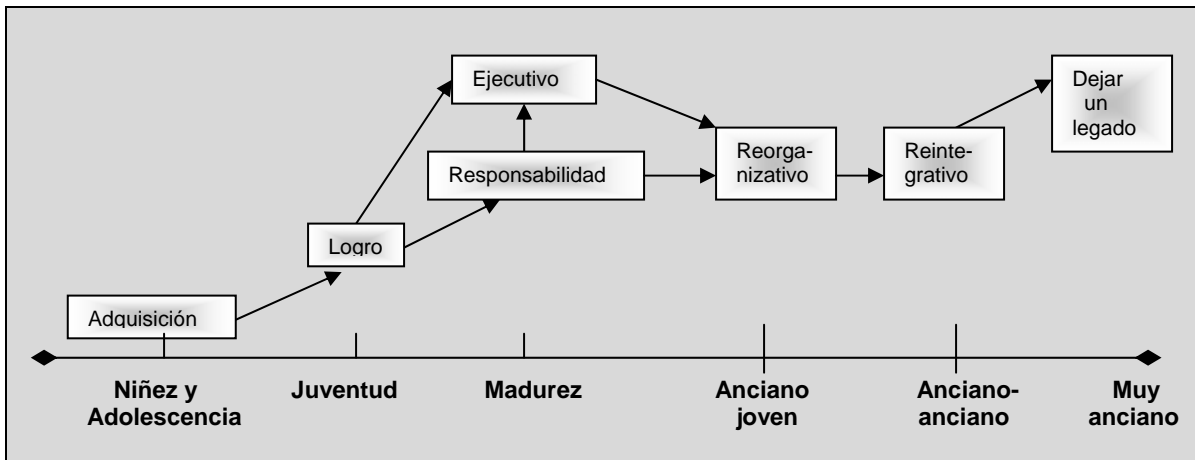 Ejecutivo
Dejar
un
legado
Responsabilidad
Reorga-
nizativo
Reinte-
grativo
Logro
Adquisición
Niñez y
Adolescencia
Juventud
Madurez
Anciano
joven
Anciano-
anciano
Muy
anciano